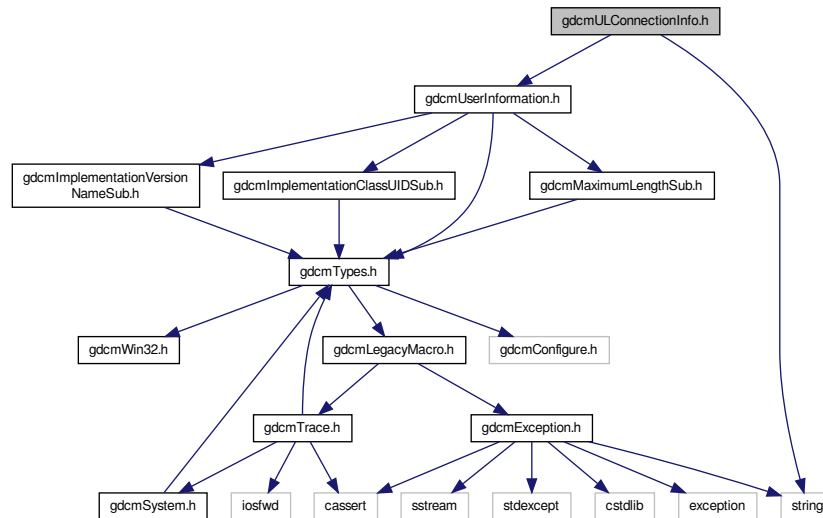 gdcmULConnectionInfo.h
gdcmUserInformation.h
gdcmImplementationVersion
NameSub.h
gdcmImplementationClassUIDSub.h
gdcmMaximumLengthSub.h
gdcmTypes.h
gdcmWin32.h
gdcmLegacyMacro.h
gdcmConfigure.h
gdcmTrace.h
gdcmException.h
gdcmSystem.h
iosfwd
cassert
sstream
stdexcept
cstdlib
exception
string